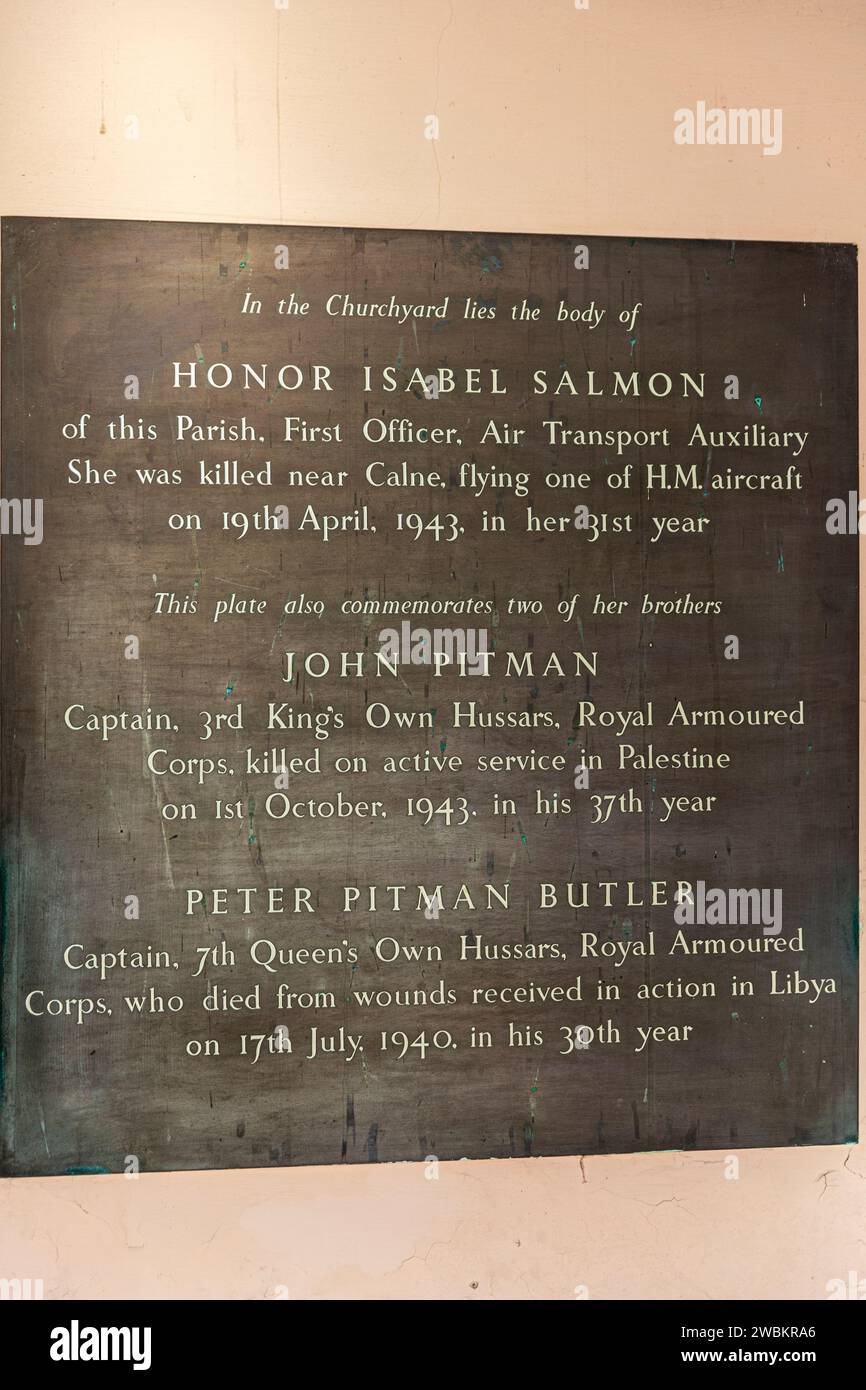 In the Churchyard lies the body of
HONOR ISABEL SALMON
of this Parish, First Officer, Air Transport Auxiliary
She was killed near Calne, flying one of H.M. aircraft
on 19th April, 1943, in her 31st year
This plate also commemorates two of her brothers
JOHN PITMAN
Captain, 3rd King's Own Hussars, Royal Armoured
Corps, killed on active service in Palestine
on 1st October, 1943, in his 37th year
PETER PITMAN BUTLER
Captain, 7th Queen's Own Hussars, Royal Armoured
Corps, who died from wounds received in action in Libya
on 17th July, 1940, in his 30th year
alamy
alamy
alamy
alamy
a
a
a
a
a
a
a
a
a
a
a
a
alamy
Image ID: 2WBKRA6
www.alamy.com